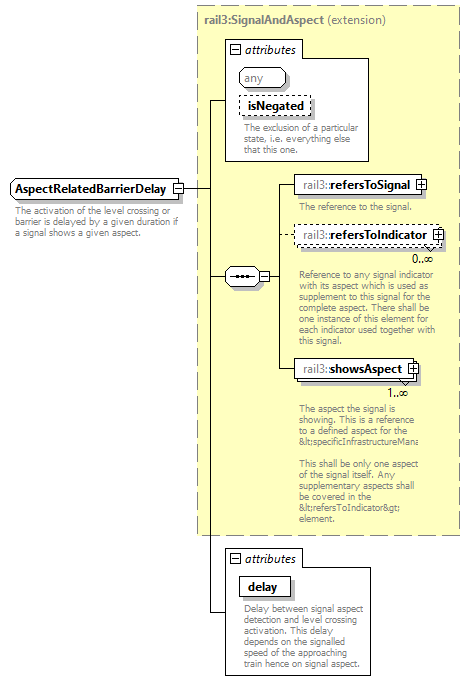 rail3:SignalAndAspect (extension)
attributes
any
isNegated
The exclusion of a particular
state, i.e. everything else
that this one.
AspectRelatedBarrierDelay
The activation of the level crossing or
barrier is delayed by a given duration if
a signal shows a given aspect.
rail3::refersToSignal
The reference to the signal.
rail3::refersToIndicator
0..∞
Reference to any signal indicator
with its aspect which is used as
supplement to this signal for the
complete aspect. There shall be
one instance of this element for
each indicator used together with
this signal.
rail3::showsAspect
1..∞
The aspect the signal is
showing. This is a reference
to a defined aspect for the
&lt;specificInfrastructureMana
This shall be only one aspect
of the signal itself. Any
supplementary aspects shall
be covered in the
&lt;refersToIndicator&gt;
element.
attributes
delay
Delay between signal aspect
detection and level crossing
activation. This delay
depends on the signalled
speed of the approaching
train hence on signal aspect.